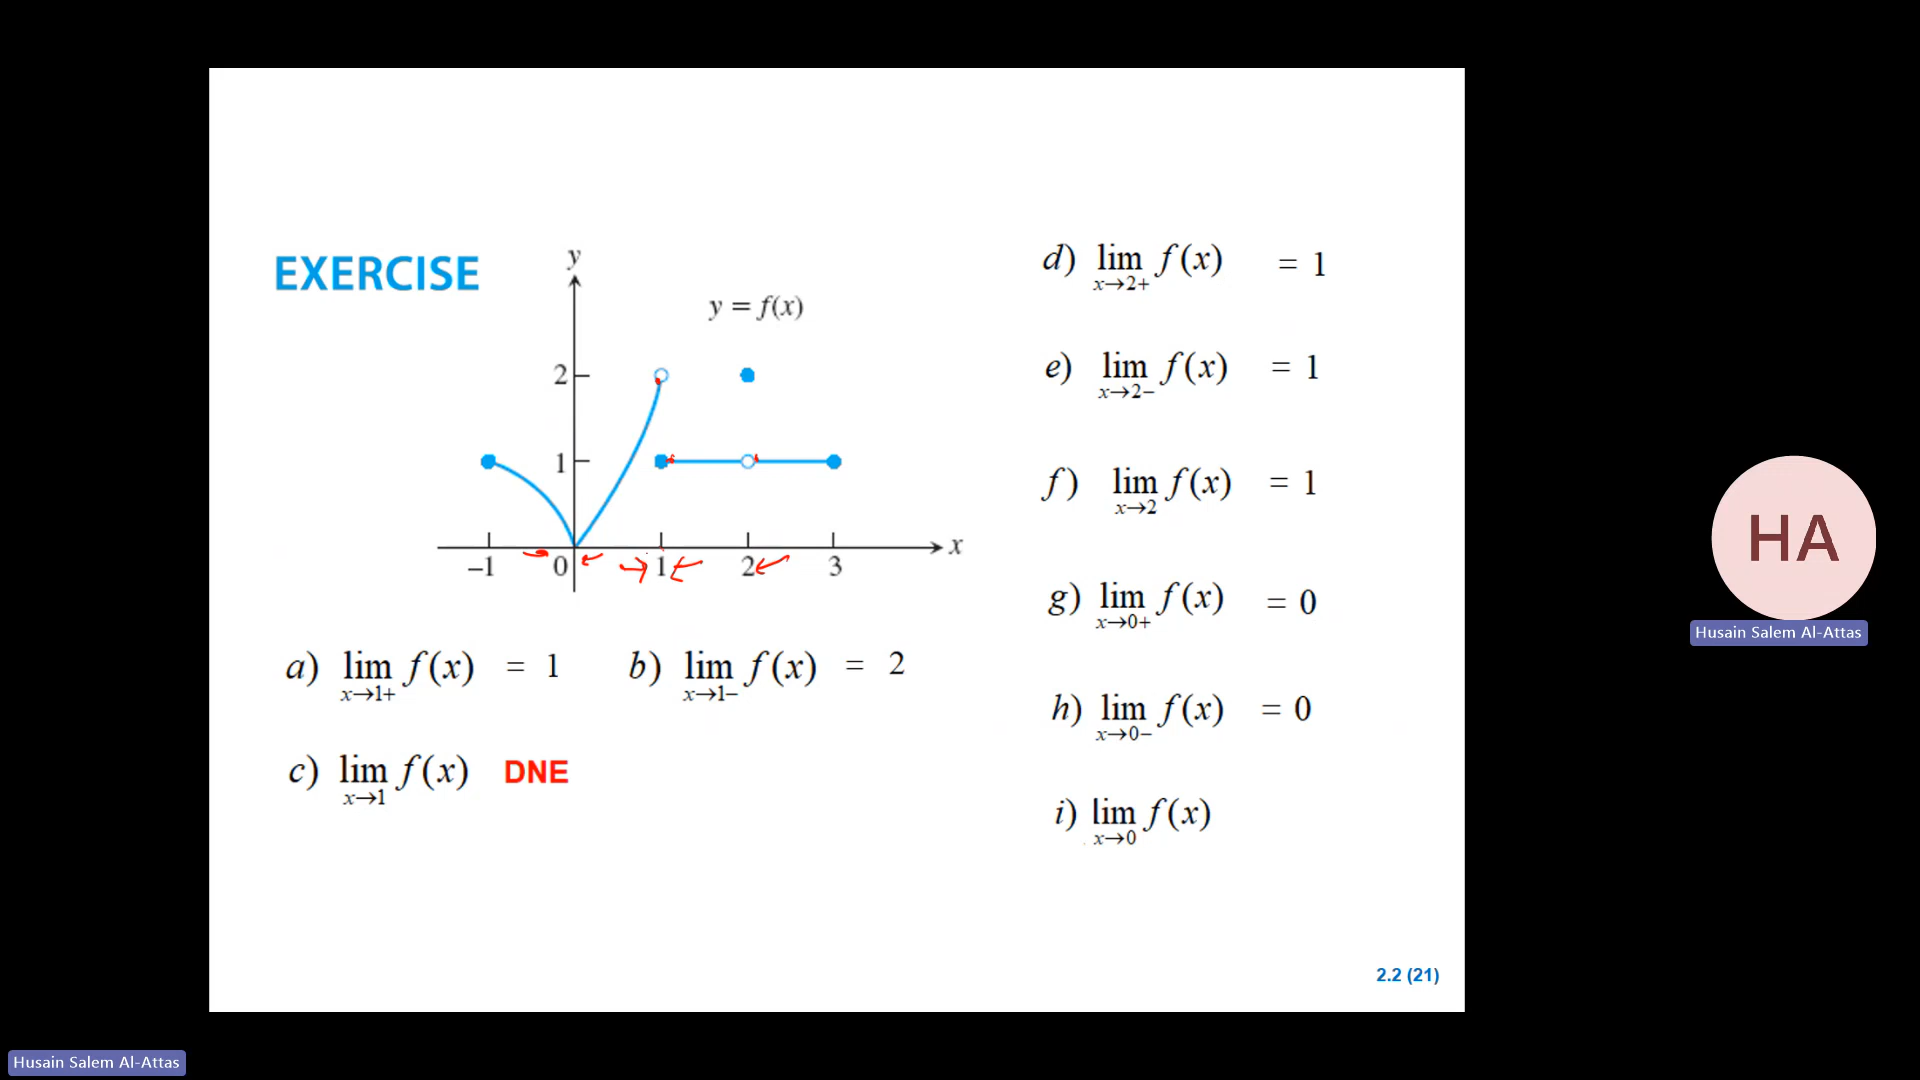 EXERCISE
y
y = f(x)
2
1
x
−1 0 1 2 3
a) lim f(x) = 1
x→1+
b) lim f(x) = 2
x→1−
c) lim f(x) DNE
x→1
d) lim f(x) = 1
x→2+
e) lim f(x) = 1
x→2−
f) lim f(x) = 1
x→2
g) lim f(x) = 0
x→0+
h) lim f(x) = 0
x→0−
i) lim f(x)
x→0
2.2 (21)
HA
Husain Salem Al-Attas
Husain Salem Al-Attas